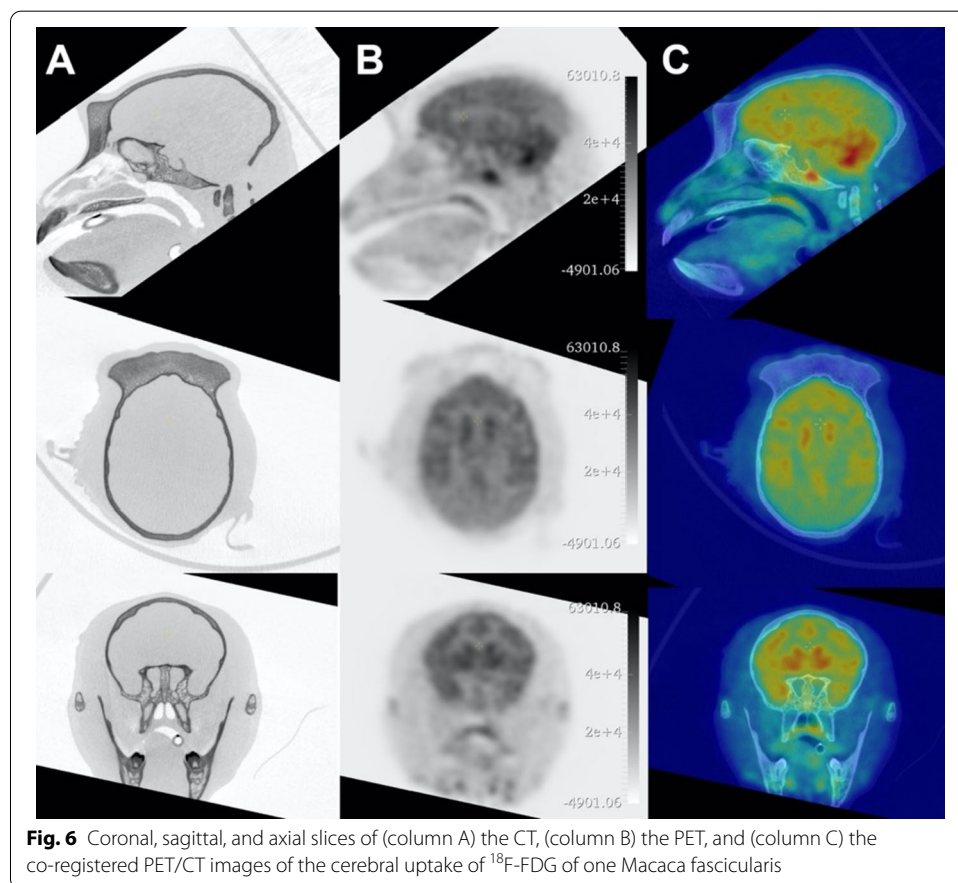 A B C
63010.8
4e+4
2e+4
-4901.06
63010.8
4e+4
2e+4
-4901.06
63010.8
4e+4
2e+4
-4901.06
Fig. 6 Coronal, sagittal, and axial slices of (column A) the CT, (column B) the PET, and (column C) the
co-registered PET/CT images of the cerebral uptake of ¹⁸F-FDG of one Macaca fascicularis